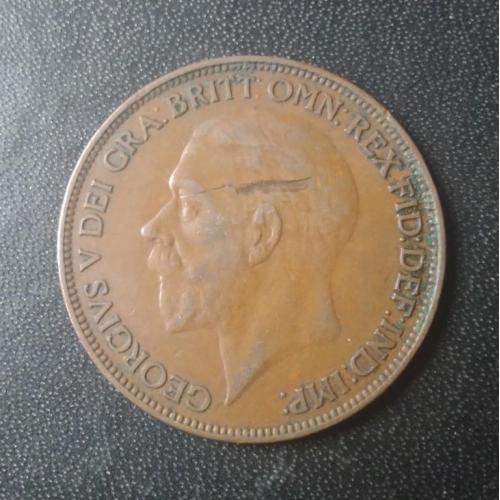 GEORGIVS V DEI GRA: BRITT: OMN: REX FID: DEF: IND: IMP: